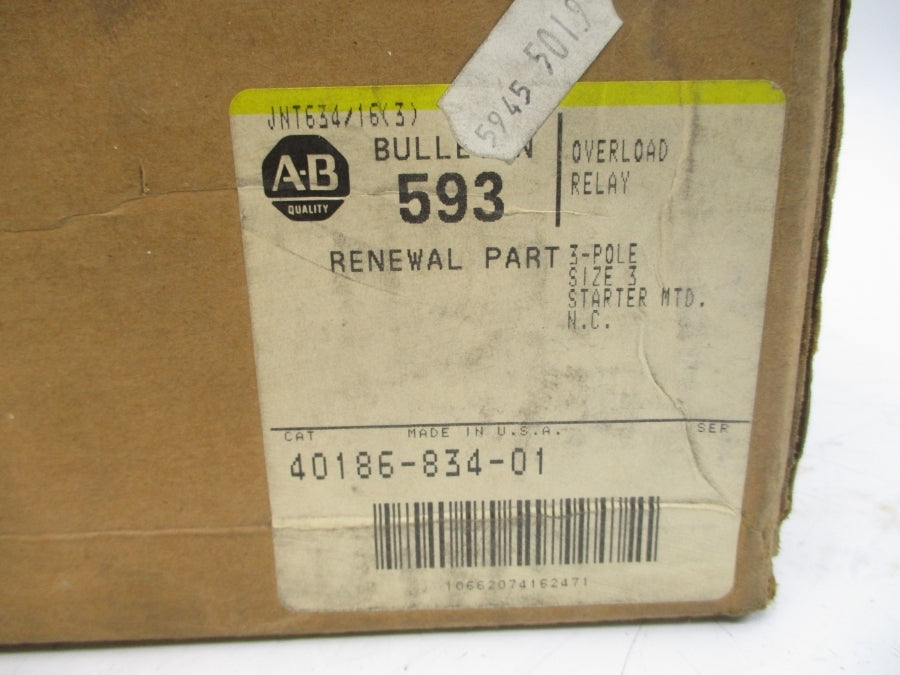 5945 5019
JNT634/16(3)
A-B
QUALITY
BULLE N
593
RENEWAL PART
OVERLOAD
RELAY
3-POLE
SIZE 3
STARTER MTD.
N.C.
CAT MADE IN U.S.A. SER
40186-834-01
10662074162471